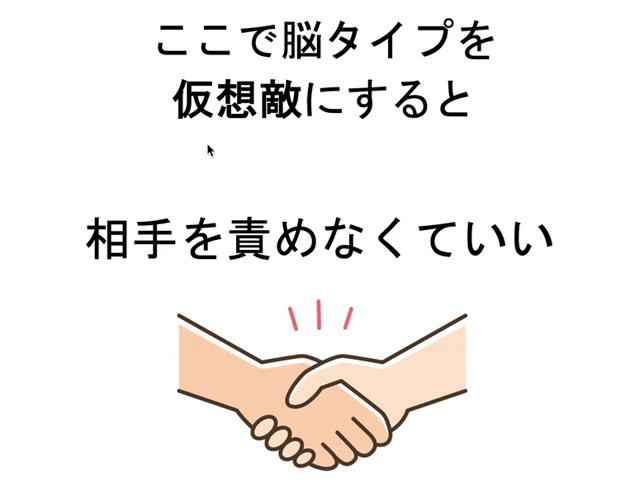 ここで脳タイプを
仮想敵にすると
相手を責めなくていい